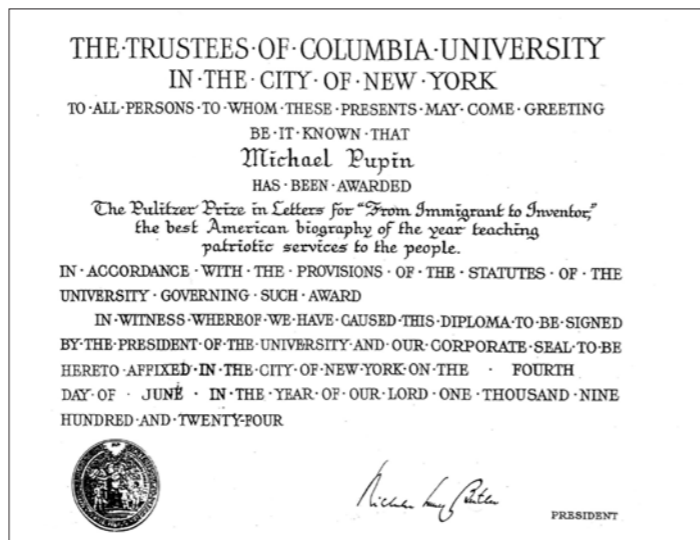 THE·TRUSTEES·OF·COLUMBIA·UNIVERSITY
IN·THE·CITY·OF·NEW·YORK
TO·ALL·PERSONS·TO·WHOM·THESE·PRESENTS·MAY·COME·GREETING
BE·IT·KNOWN·THAT
Michael Pupin
HAS·BEEN·AWARDED
The Pulitzer Prize in Letters for "From Immigrant to Inventor,"
the best American biography of the year teaching
patriotic services to the people.
IN·ACCORDANCE·WITH·THE·PROVISIONS·OF·THE·STATUTES·OF·THE
UNIVERSITY·GOVERNING·SUCH·AWARD
IN·WITNESS·WHEREOF·WE·HAVE·CAUSED·THIS·DIPLOMA·TO·BE·SIGNED
BY·THE·PRESIDENT·OF·THE·UNIVERSITY·AND·OUR·CORPORATE·SEAL·TO·BE
HERETO·AFFIXED·IN·THE·CITY·OF·NEW·YORK·ON·THE · FOURTH
DAY·OF · JUNE · IN·THE·YEAR·OF·OUR·LORD·ONE·THOUSAND·NINE
HUNDRED·AND·TWENTY-FOUR
Nicholas Murray Butler
PRESIDENT